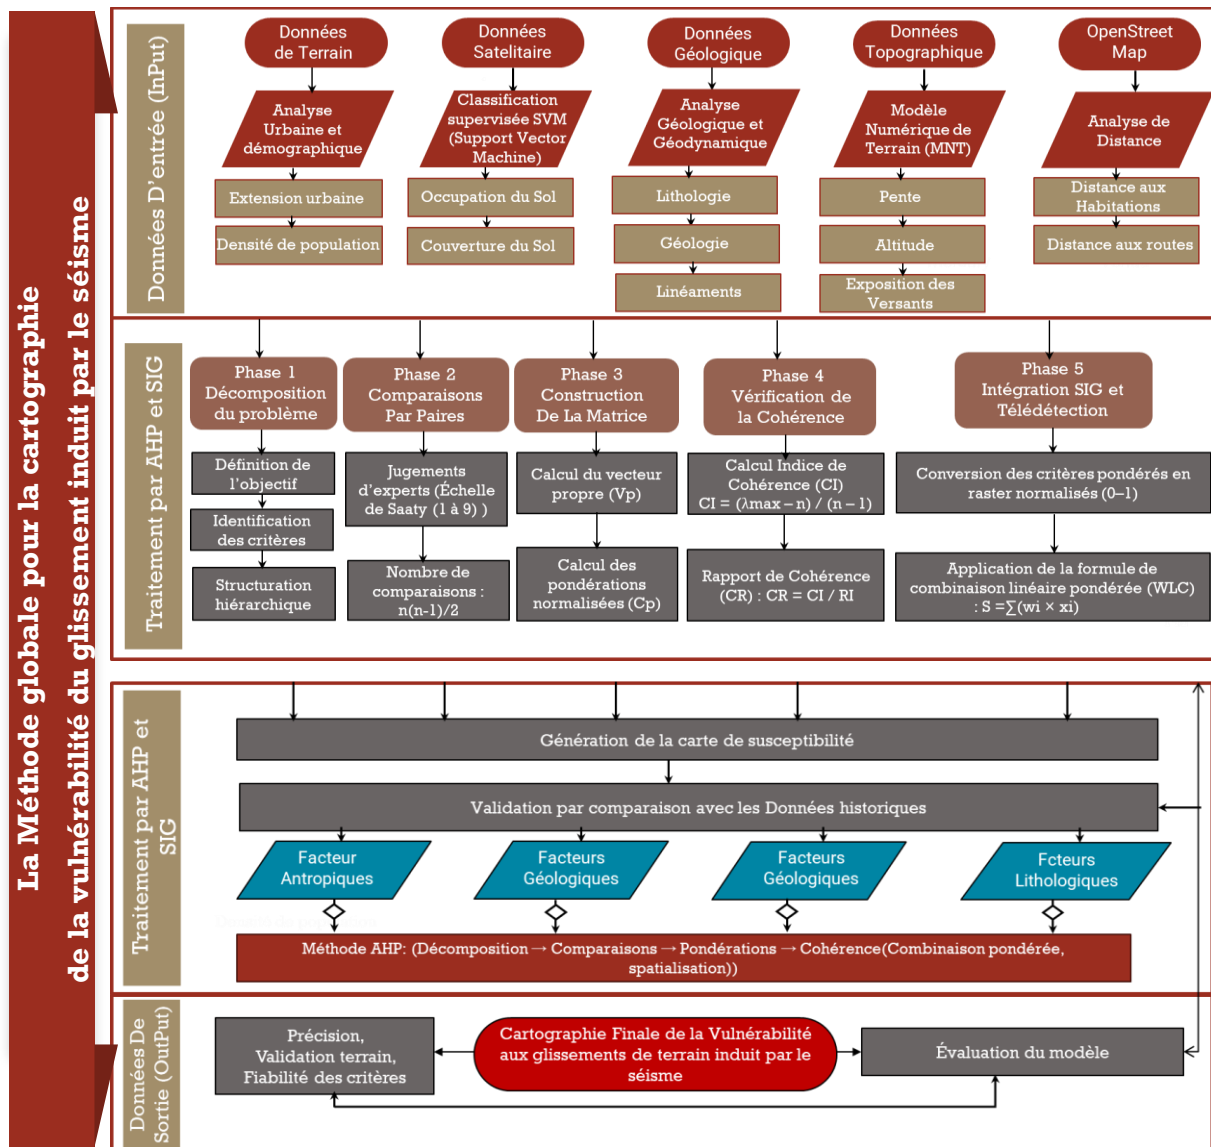 La Méthode globale pour la cartographie
de la vulnérabilité du glissement induit par le séisme
Données D'entrée (InPut)
Données
de Terrain
Données
Satelitaire
Données
Géologique
Données
Topographique
OpenStreet
Map
Analyse
Urbaine et
démographique
Classification
supervisée SVM
(Support Vector
Machine)
Analyse
Géologique et
Géodynamique
Modèle
Numérique de
Terrain (MNT)
Analyse de
Distance
Extension urbaine
Occupation du Sol
Lithologie
Pente
Distance aux
Habitations
Densité de population
Couverture du Sol
Géologie
Altitude
Distance aux routes
Linéaments
Exposition des
Versants
Traitement par AHP et SIG
Phase 1
Décomposition
du problème
Phase 2
Comparaisons
Par Paires
Phase 3
Construction
De La Matrice
Phase 4
Vérification de
la Cohérence
Phase 5
Intégration SIG et
Télédétection
Définition de
l'objectif
Identification
des critères
Structuration
hiérarchique
Jugements
d'experts (Échelle
de Saaty (1 à 9) )
Nombre de
comparaisons :
n(n-1)/2
Calcul du vecteur
propre (Vp)
Calcul des
pondérations
normalisées (Cp)
Calcul Indice de
Cohérence (CI)
CI = (λmax – n) / (n – 1)
Rapport de Cohérence
(CR) : CR = CI / RI
Conversion des critères pondérés en
raster normalisés (0–1)
Application de la formule de
combinaison linéaire pondérée (WLC)
: S =∑(wi × xi)
Traitement par AHP et
SIG
Génération de la carte de susceptibilité
Validation par comparaison avec les Données historiques
Facteur
Antropiques
Facteurs
Géologiques
Facteurs
Géologiques
Fcteurs
Lithologiques
Méthode AHP: (Décomposition → Comparaisons → Pondérations → Cohérence(Combinaison pondérée,
spatialisation))
Données De
Sortie (OutPut)
Précision,
Validation terrain,
Fiabilité des critères
Cartographie Finale de la Vulnérabilité
aux glissements de terrain induit par le
séisme
Évaluation du modèle